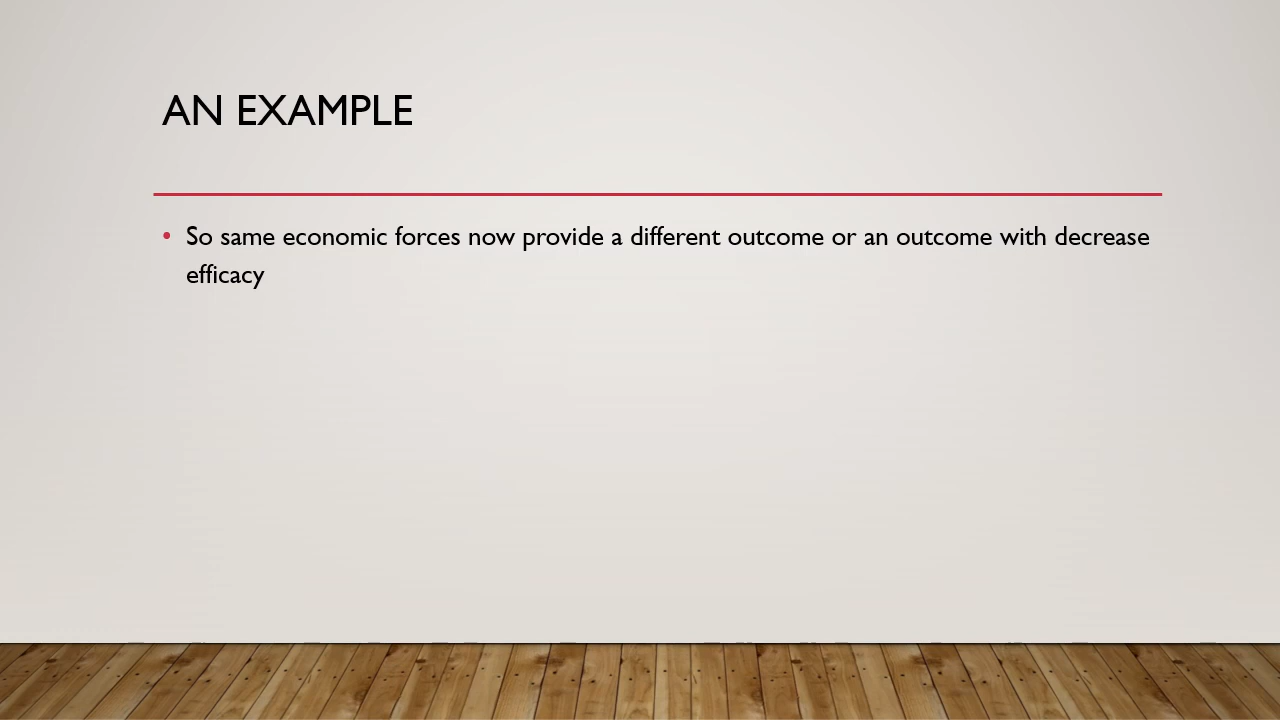 AN EXAMPLE
• So same economic forces now provide a different outcome or an outcome with decrease
efficacy